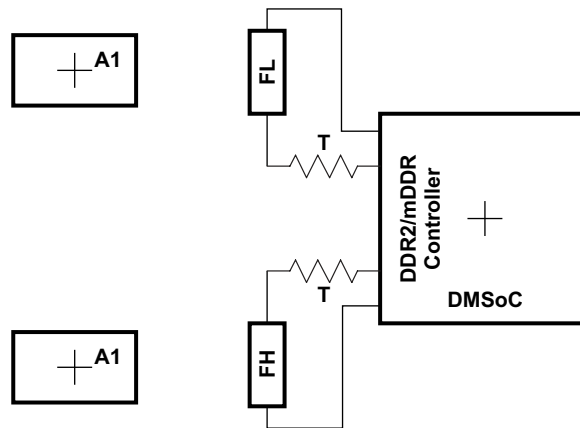 A1
FL
T
DDR2/mDDR
Controller
DMSoC
T
FH
A1